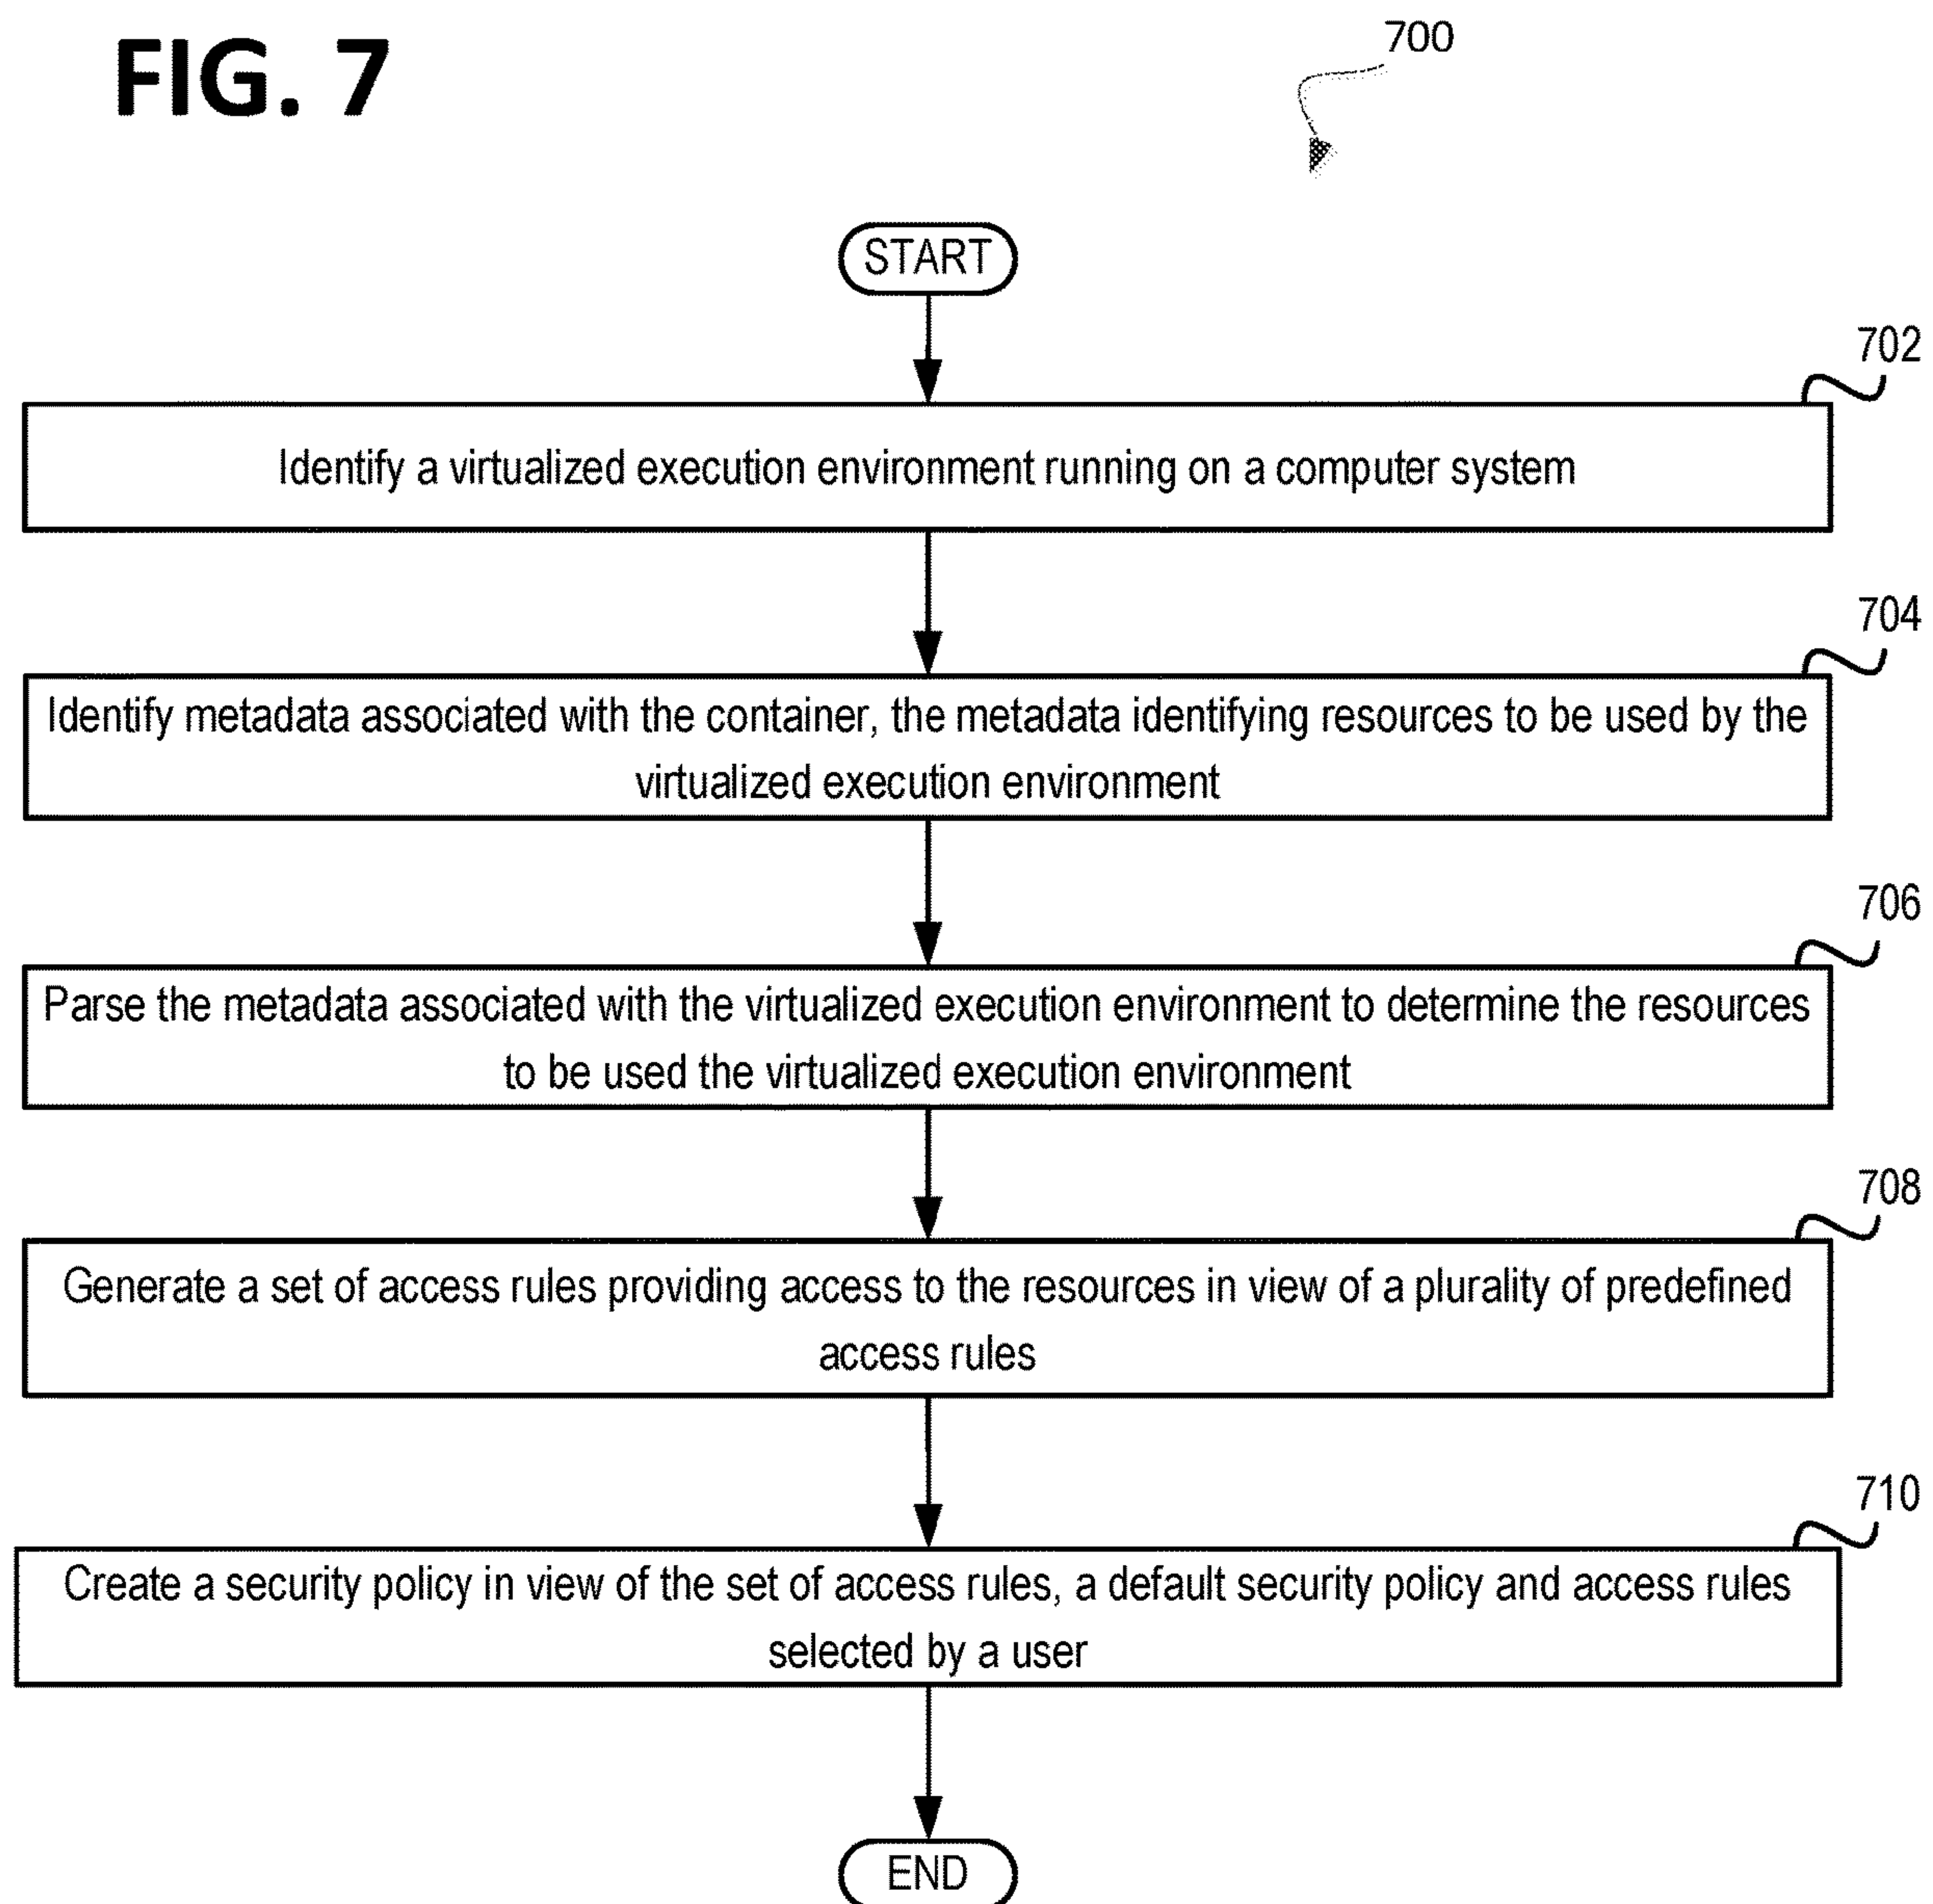 FIG. 7
700
START
702
Identify a virtualized execution environment running on a computer system
704
Identify metadata associated with the container, the metadata identifying resources to be used by the
virtualized execution environment
706
Parse the metadata associated with the virtualized execution environment to determine the resources
to be used the virtualized execution environment
708
Generate a set of access rules providing access to the resources in view of a plurality of predefined
access rules
710
Create a security policy in view of the set of access rules, a default security policy and access rules
selected by a user
END